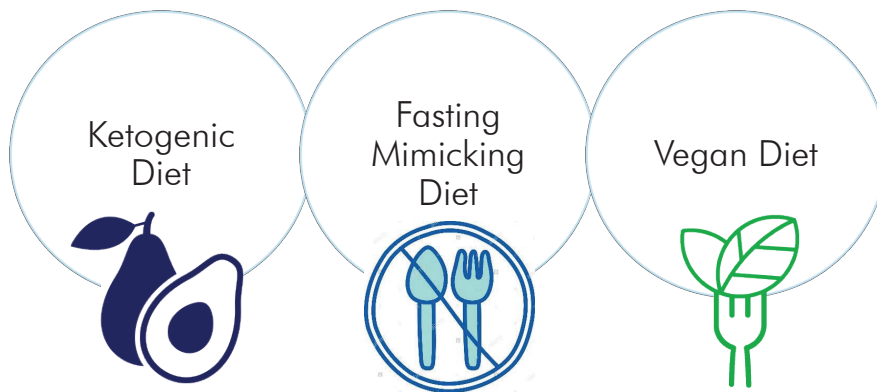 Ketogenic
Diet
Fasting
Mimicking
Diet
Vegan Diet